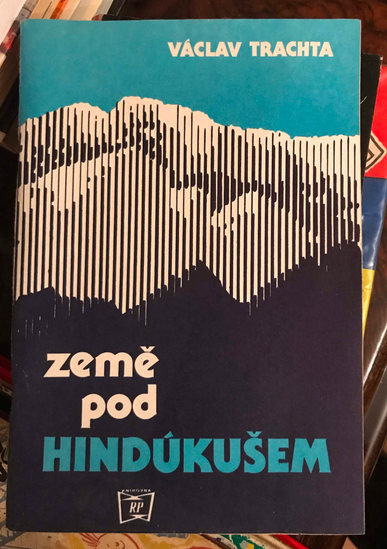 VÁCLAV TRACHTA
země
pod
HINDÚKUŠEM
KNIHOVNA
RP